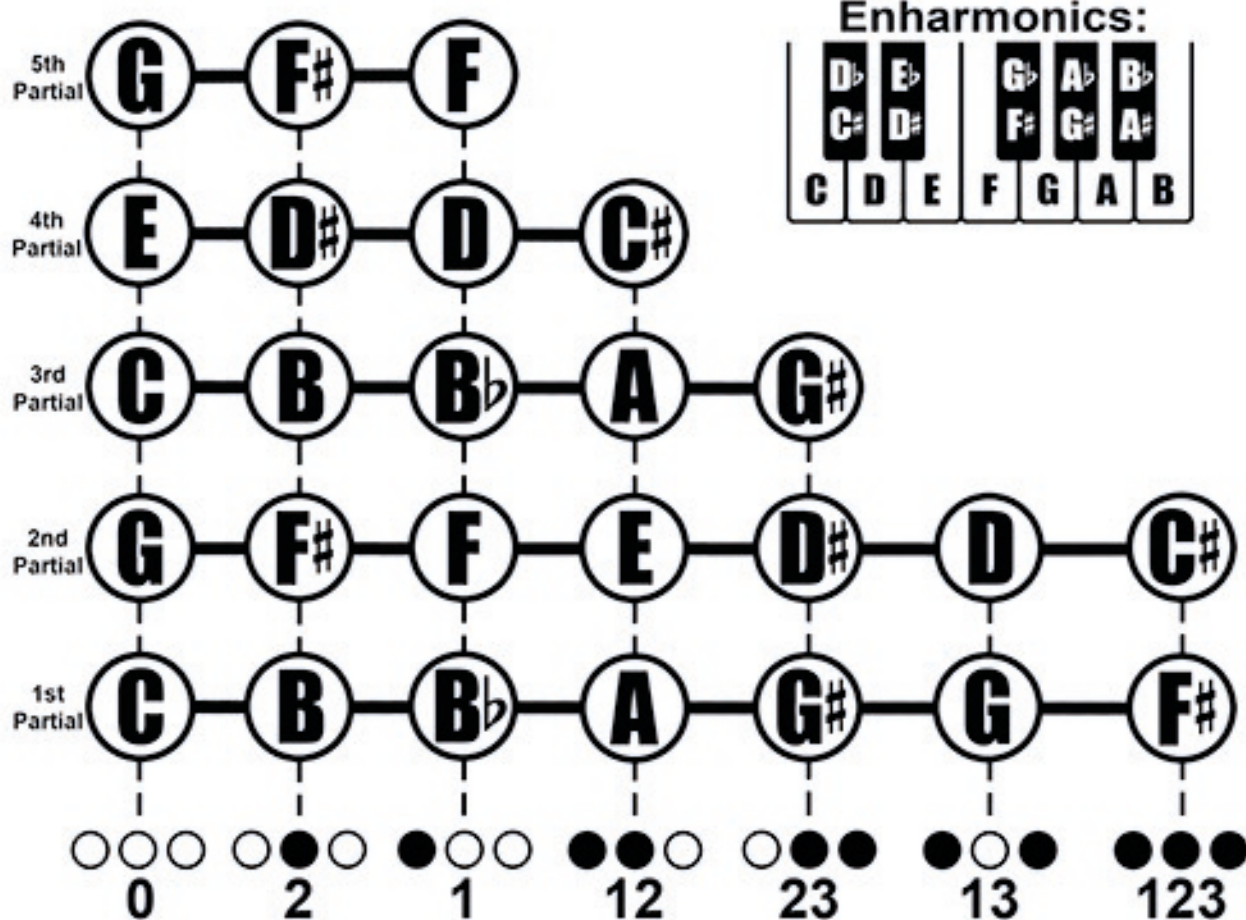 Enharmonics:
D♭ E♭ G♭ A♭ B♭
C♯ D♯ F♯ G♯ A♯
C D E F G A B
5th
Partial
G F♯ F
4th
Partial
E D♯ D C♯
3rd
Partial
C B B♭ A G♯
2nd
Partial
G F♯ F E D♯ D C♯
1st
Partial
C B B♭ A G♯ G F♯
0 2 1 12 23 13 123